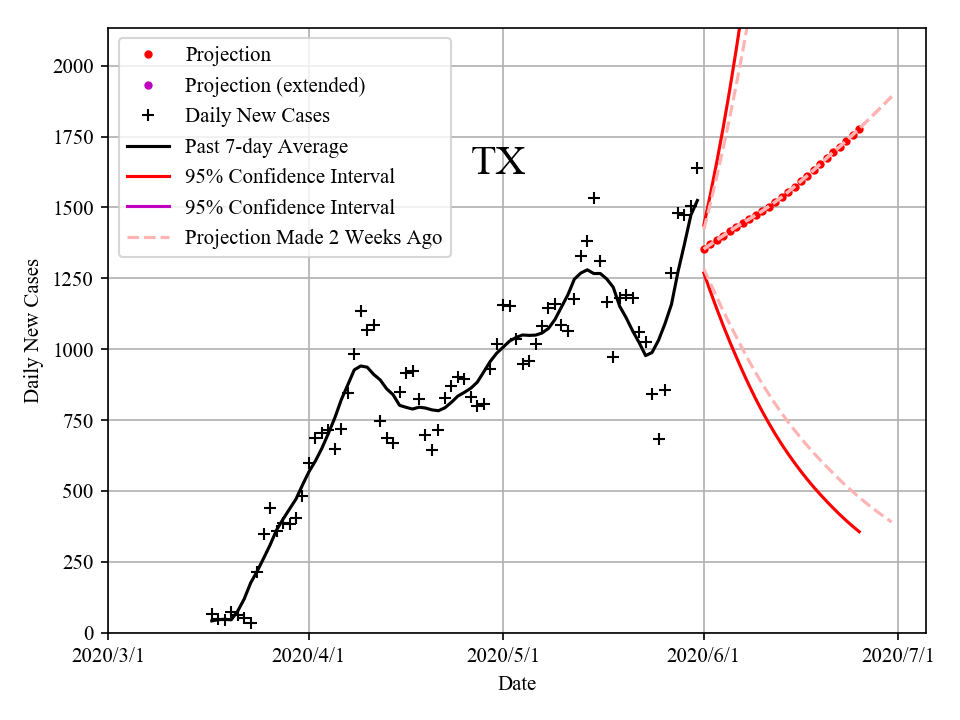 Projection
Projection (extended)
Daily New Cases
Past 7-day Average
95% Confidence Interval
95% Confidence Interval
Projection Made 2 Weeks Ago
TX
2000
1750
1500
1250
1000
750
500
250
0
Daily New Cases
2020/3/1
2020/4/1
2020/5/1
2020/6/1
2020/7/1
Date